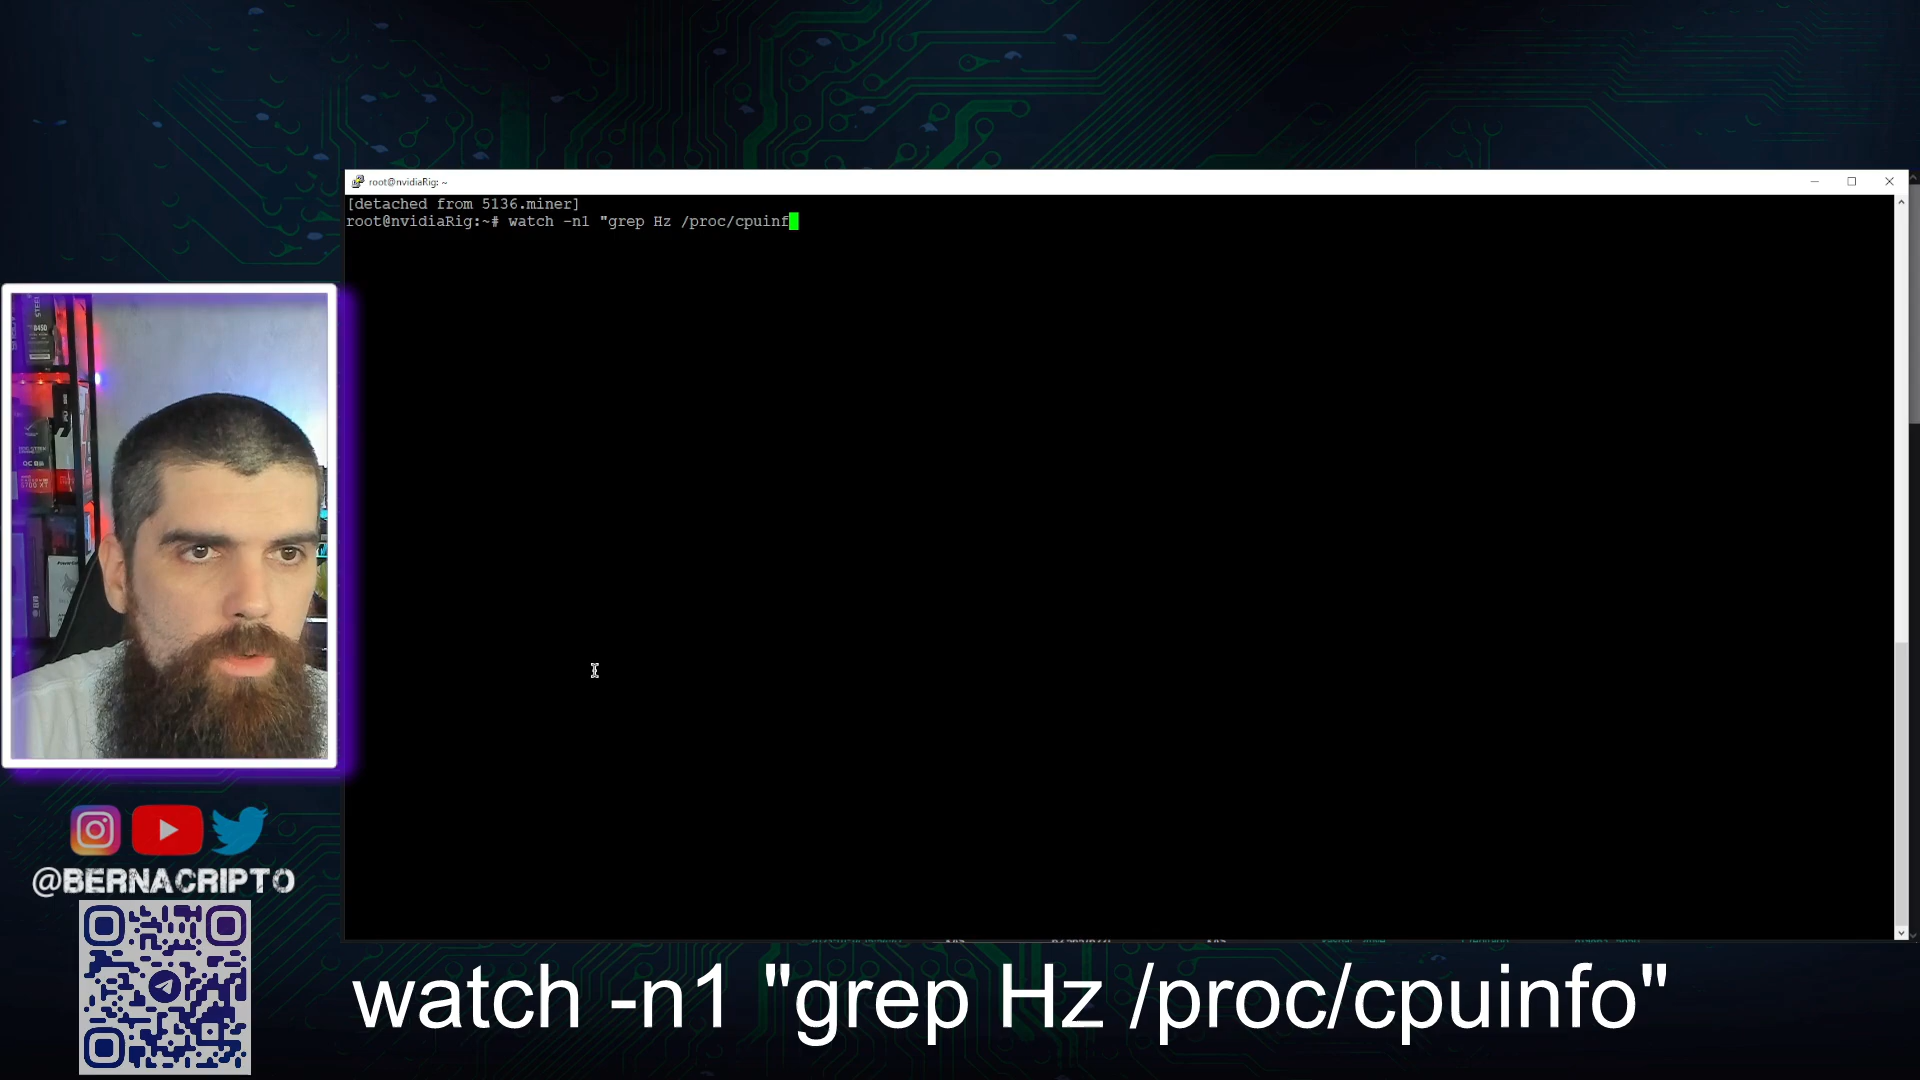 root@nvidiaRig: ~
[detached from 5136.miner]
root@nvidiaRig:~# watch -n1 "grep Hz /proc/cpuinf
@BERNACRIPTO
watch -n1 "grep Hz /proc/cpuinfo"